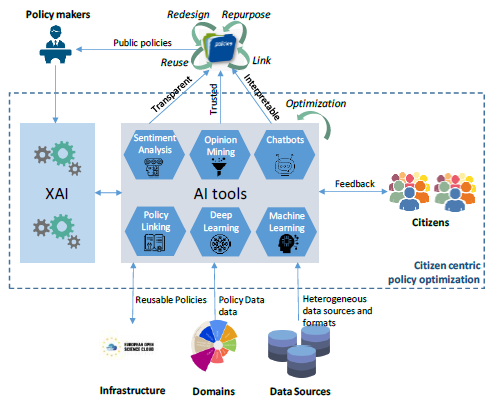 Redesign
Repurpose
Policy makers
Public policies
policies
Reuse
Link
Transparent
Trusted
Interpretable
Optimization
Sentiment
Analysis
Opinion
Mining
Chatbots
XAI
AI tools
Feedback
Citizens
Policy
Linking
Deep
Learning
Machine
Learning
Citizen centric
policy optimization
Reusable Policies
Policy Data
data
Heterogeneous
data sources and
formats
EUROPEAN OPEN
SCIENCE CLOUD
Infrastructure
Domains
Data Sources